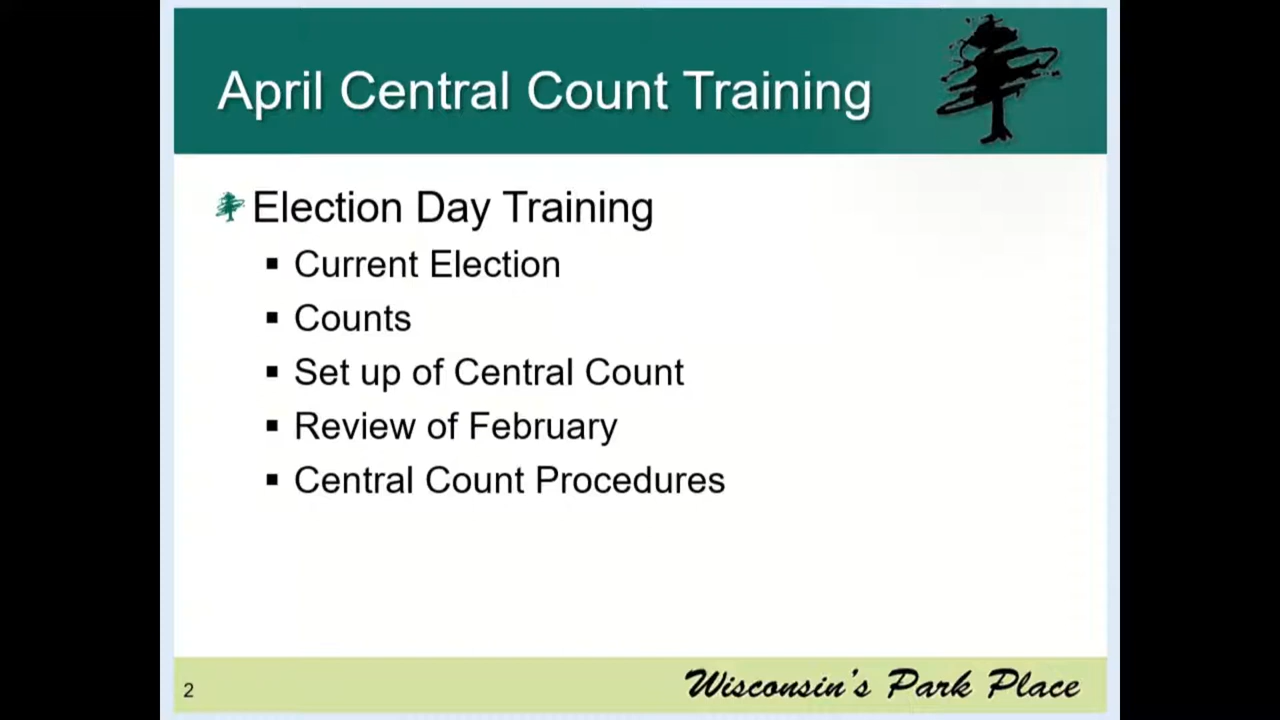 April Central Count Training
Election Day Training
Current Election
Counts
Set up of Central Count
Review of February
Central Count Procedures
2
Wisconsin's Park Place